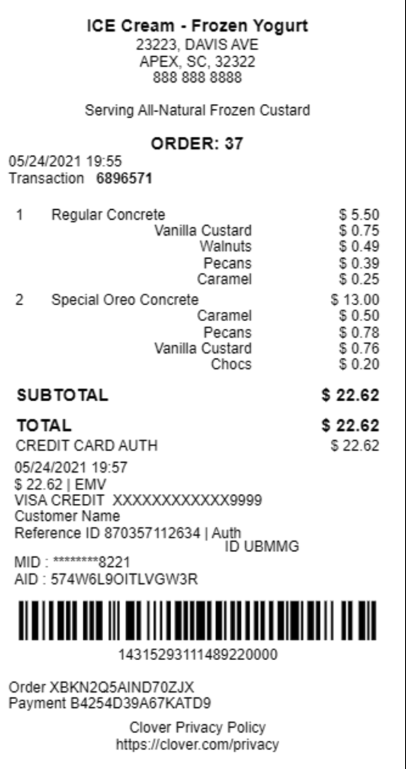 ICE Cream - Frozen Yogurt
23223, DAVIS AVE
APEX, SC, 32322
888 888 8888
Serving All-Natural Frozen Custard
ORDER: 37
05/24/2021 19:55
Transaction 6896571
1 Regular Concrete $ 5.50
Vanilla Custard $ 0.75
Walnuts $ 0.49
Pecans $ 0.39
Caramel $ 0.25
2 Special Oreo Concrete $ 13.00
Caramel $ 0.50
Pecans $ 0.78
Vanilla Custard $ 0.76
Chocs $ 0.20
SUBTOTAL $ 22.62
TOTAL $ 22.62
CREDIT CARD AUTH $ 22.62
05/24/2021 19:57
$ 22.62 | EMV
VISA CREDIT XXXXXXXXXXXX9999
Customer Name
Reference ID 870357112634 | Auth
ID UBMMG
MID : ********8221
AID : 574W6L9OITLVGW3R
14315293111489220000
Order XBKN2Q5AIND70ZJX
Payment B4254D39A67KATD9
Clover Privacy Policy
https://clover.com/privacy